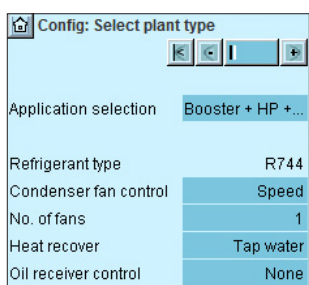 Config: Select plant type
Application selection Booster + HP +...
Refrigerant type R744
Condenser fan control Speed
No. of fans 1
Heat recover Tap water
Oil receiver control None